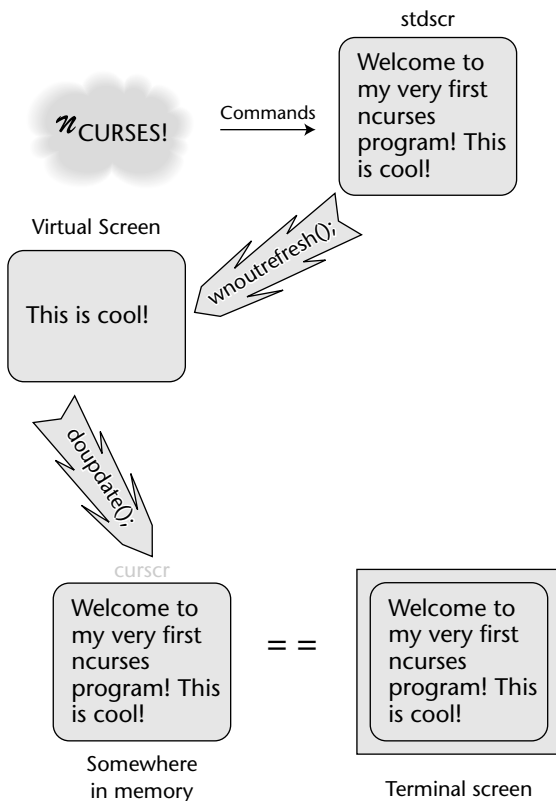 stdscr
Welcome to
my very first
ncurses
program! This
is cool!
Commands
nCURSES!
wnoutrefresh();
Virtual Screen
This is cool!
doupdate();
curscr
Welcome to
my very first
ncurses
program! This
is cool!
Somewhere
in memory
= =
Welcome to
my very first
ncurses
program! This
is cool!
Terminal screen